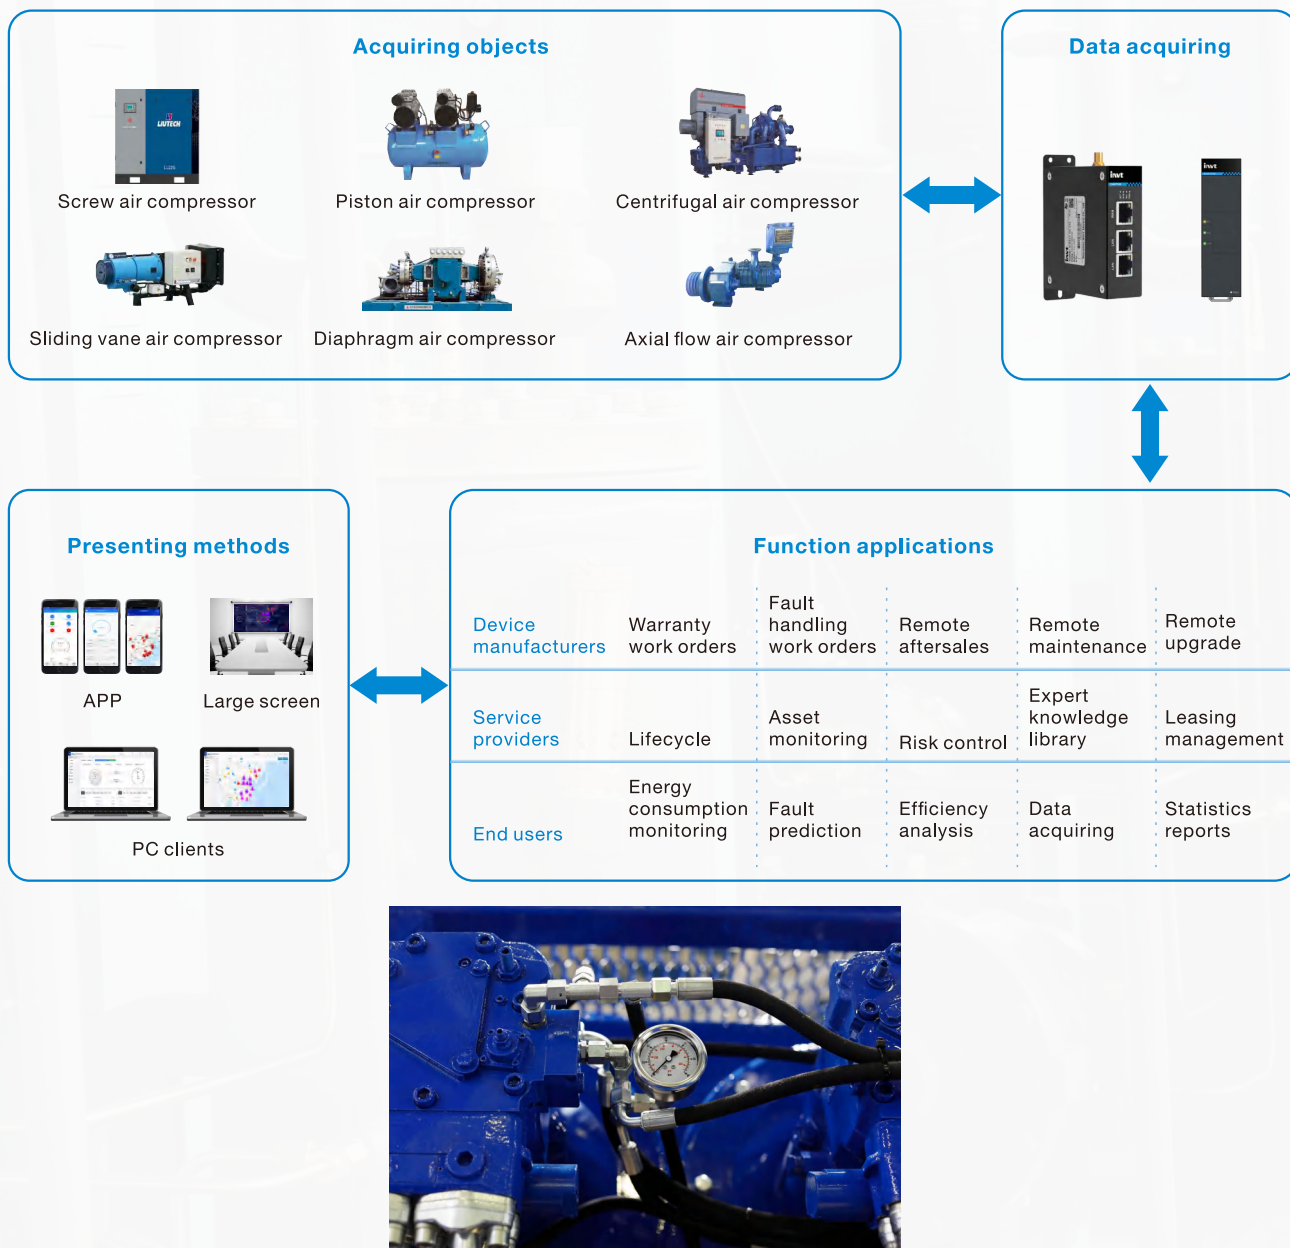 Acquiring objects
LIUTECH
Screw air compressor
Piston air compressor
Centrifugal air compressor
Sliding vane air compressor
Diaphragm air compressor
Axial flow air compressor
Data acquiring
invt
invt
Presenting methods
APP
Large screen
PC clients
Function applications
Device
manufacturers
Warranty
work orders
Fault
handling
work orders
Remote
aftersales
Remote
maintenance
Remote
upgrade
Service
providers
Lifecycle
Asset
monitoring
Risk control
Expert
knowledge
library
Leasing
management
End users
Energy
consumption
monitoring
Fault
prediction
Efficiency
analysis
Data
acquiring
Statistics
reports